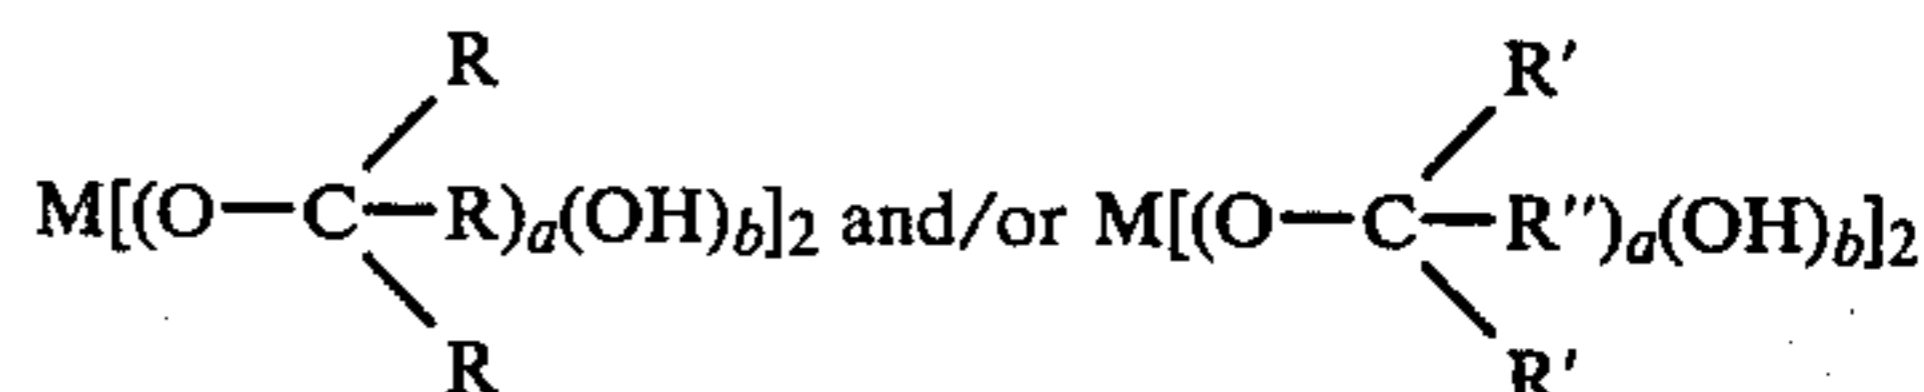 R R′
M[(O—C—R)a(OH)b]2 and/or M[(O—C—R″)a(OH)b]2
R R′